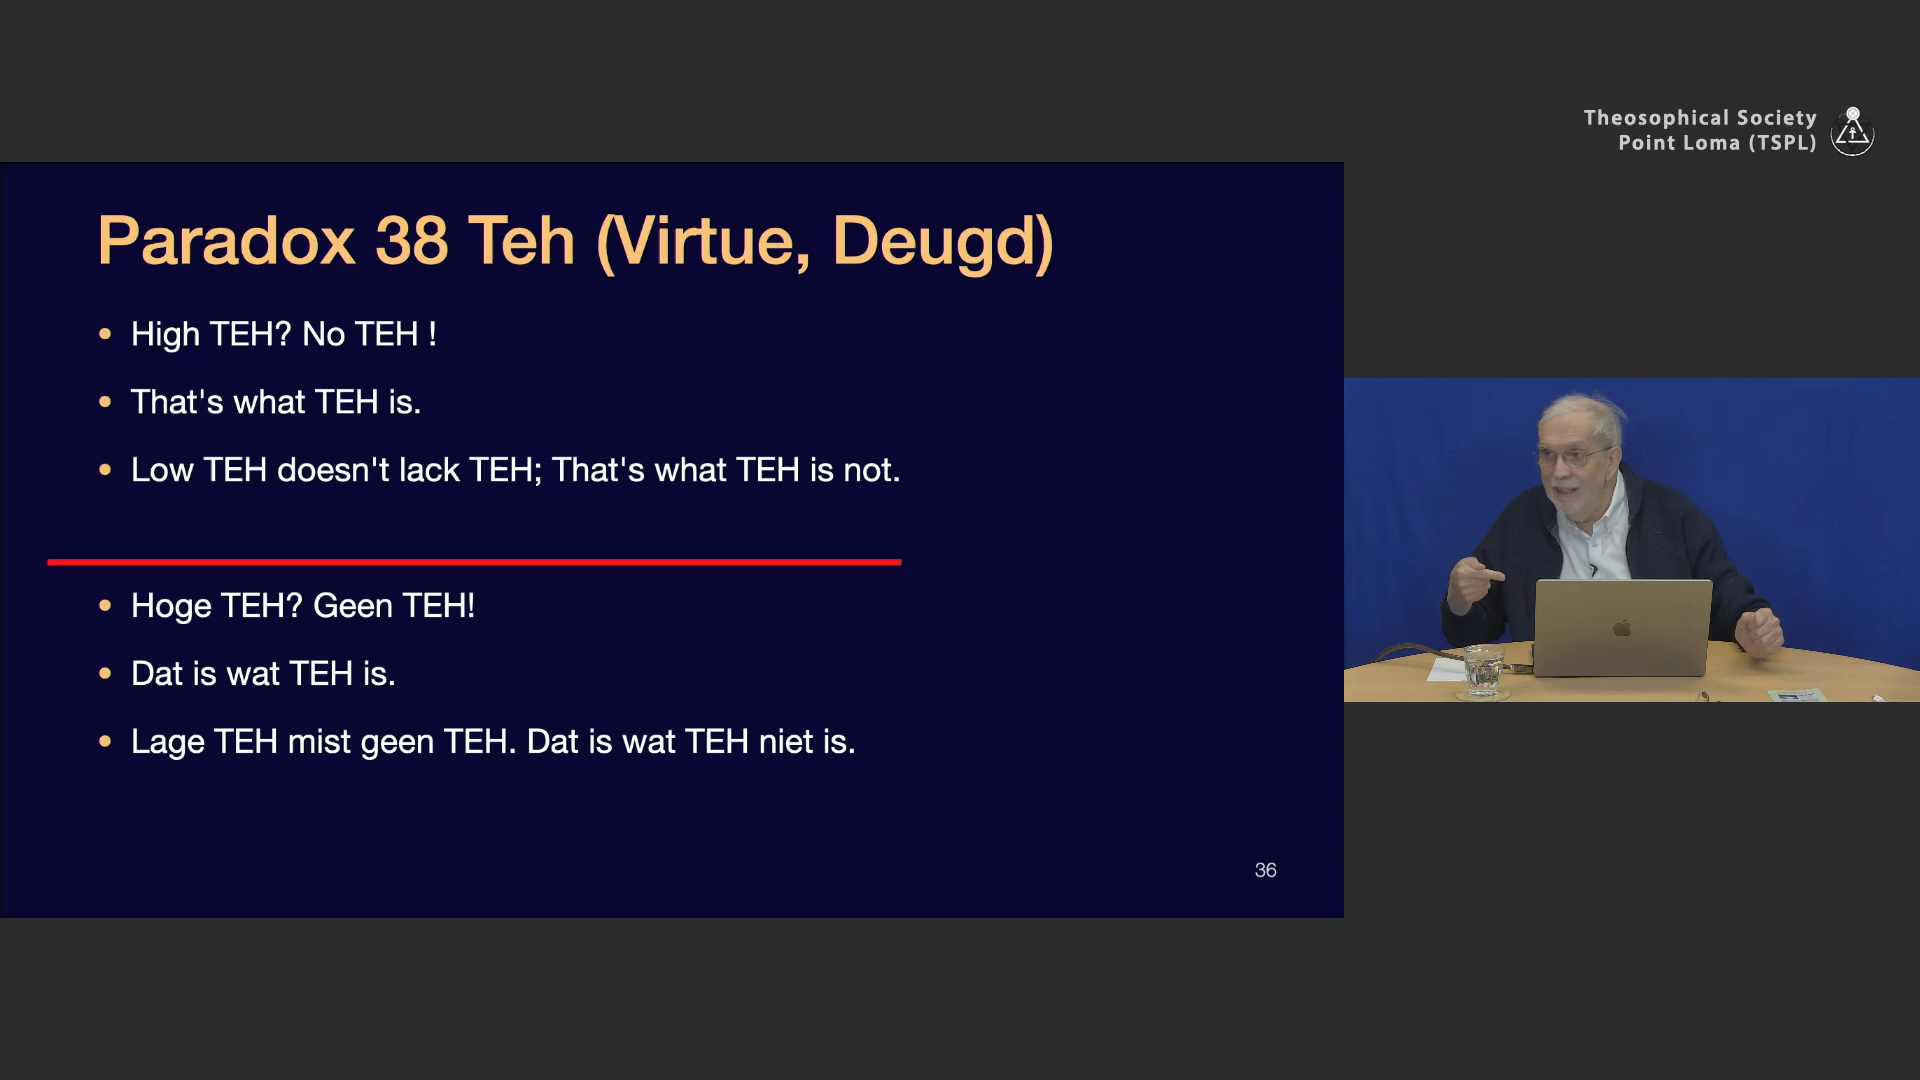 Theosophical Society
Point Loma (TSPL)
Paradox 38 Teh (Virtue, Deugd)
• High TEH? No TEH !
• That's what TEH is.
• Low TEH doesn't lack TEH; That's what TEH is not.
• Hoge TEH? Geen TEH!
• Dat is wat TEH is.
• Lage TEH mist geen TEH. Dat is wat TEH niet is.
36